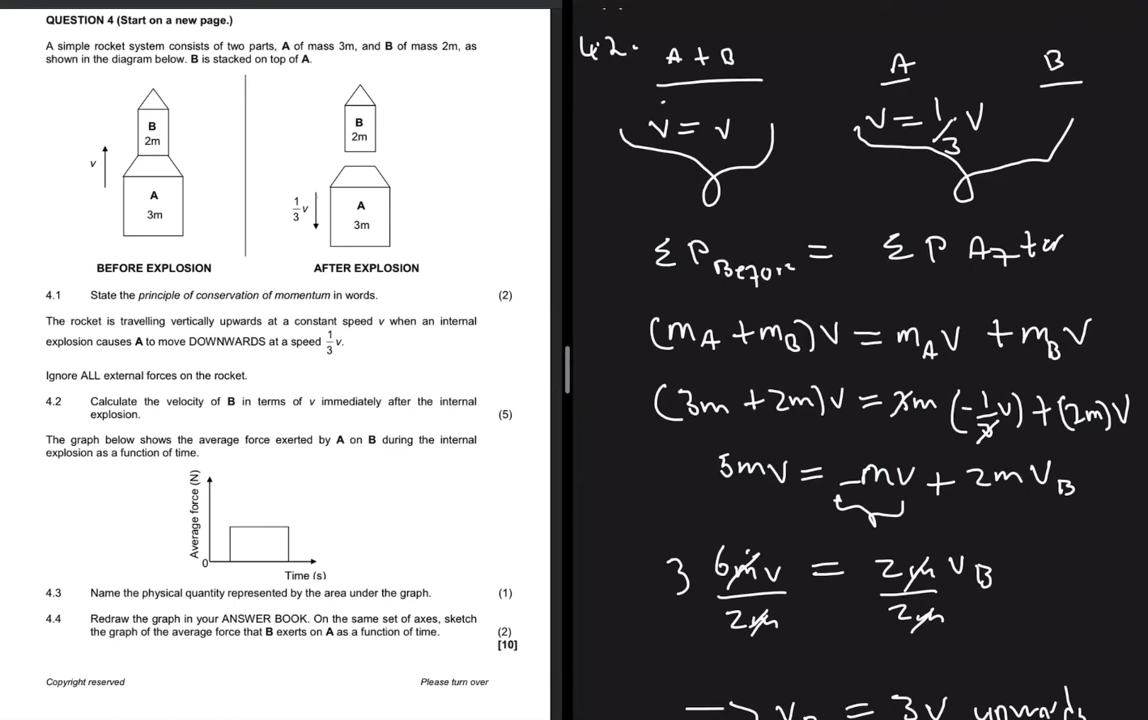 QUESTION 4 (Start on a new page.)
A simple rocket system consists of two parts, A of mass 3m, and B of mass 2m, as
shown in the diagram below. B is stacked on top of A.
B
2m
v
A
3m
BEFORE EXPLOSION
B
2m
1/3 v
A
3m
AFTER EXPLOSION
4.1 State the principle of conservation of momentum in words. (2)
The rocket is travelling vertically upwards at a constant speed v when an internal
explosion causes A to move DOWNWARDS at a speed 1/3 v.
Ignore ALL external forces on the rocket.
4.2 Calculate the velocity of B in terms of v immediately after the internal
explosion. (5)
The graph below shows the average force exerted by A on B during the internal
explosion as a function of time.
Average force (N)
0
Time (s)
4.3 Name the physical quantity represented by the area under the graph. (1)
4.4 Redraw the graph in your ANSWER BOOK. On the same set of axes, sketch
the graph of the average force that B exerts on A as a function of time. (2)
[10]
Copyright reserved Please turn over
4.2. A + B A B
v = v v = 1/3 v
Σ P Before = Σ P After
(mA + mB)v = mAv + mBv
(3m + 2m)v = 3m (-1/3 v) + (2m)v
5mv = -mv + 2mvB
3 6mv/2m = 2mvB/2m
= 3v upwards